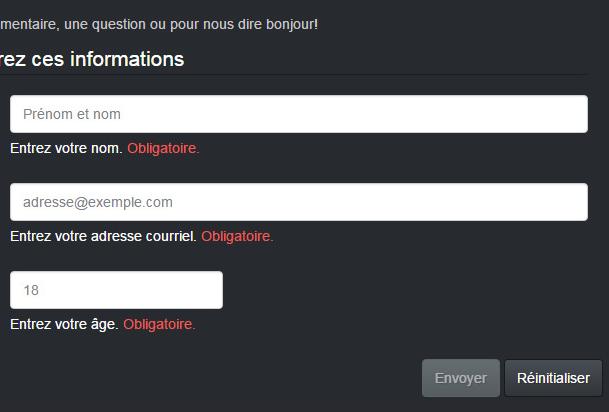 mentaire, une question ou pour nous dire bonjour!
rez ces informations
Prénom et nom
Entrez votre nom. Obligatoire.
adresse@exemple.com
Entrez votre adresse courriel. Obligatoire.
18
Entrez votre âge. Obligatoire.
Envoyer Réinitialiser